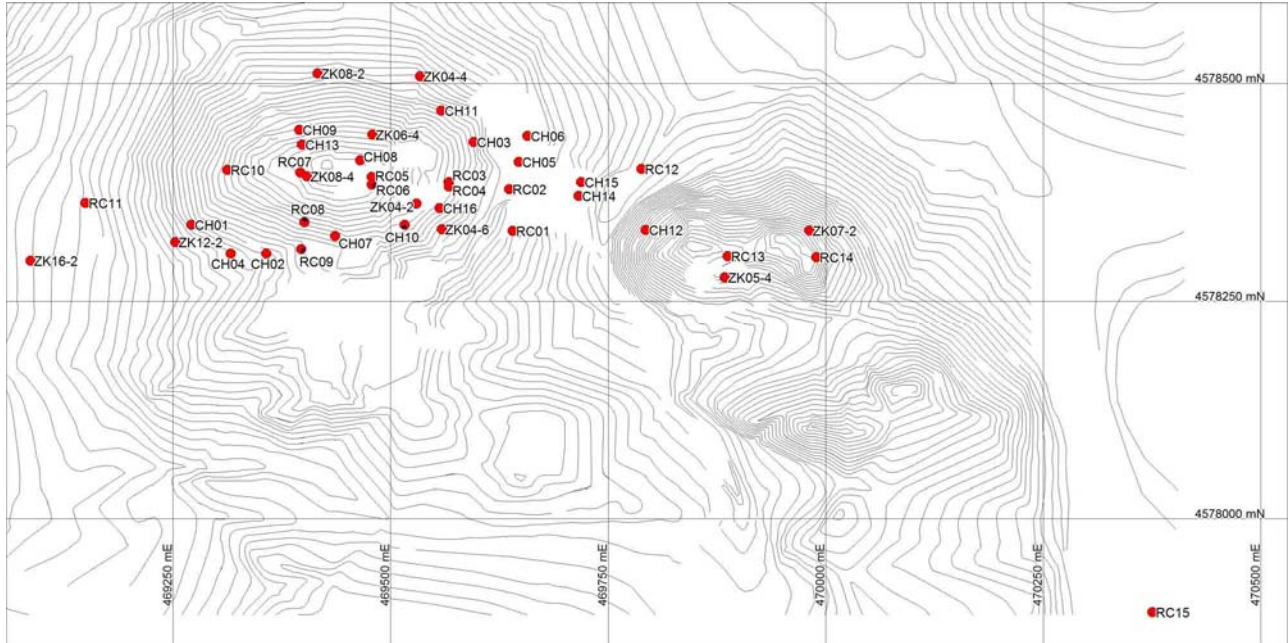 ZK08-2
ZK04-4
4578500 mN
CH11
CH09
ZK06-4
CH06
CH13
CH03
CH08
CH05
RC07
RC10
ZK08-4
RC05
RC03
RC12
RC06
RC04
CH15
RC02
CH14
RC11
ZK04-2
CH16
RC08
CH01
CH10
ZK04-6
RC01
CH12
ZK07-2
ZK12-2
CH07
CH04
CH02
RC09
RC13
RC14
ZK16-2
ZK05-4
4578250 mN
4578000 mN
469250 mE
469500 mE
469750 mE
470000 mE
470250 mE
470500 mE
RC15